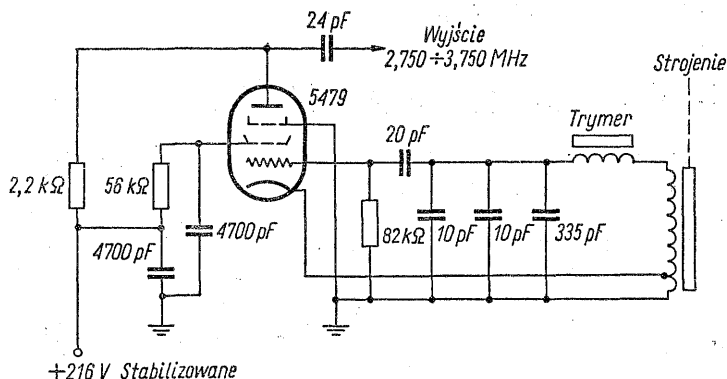 24 pF
Wyjście
2,750÷3,750 MHz
Strojenie
5479
Trymer
20 pF
2,2 kΩ
56 kΩ
4700 pF
4700 pF
82 kΩ
10 pF
10 pF
335 pF
+216 V Stabilizowane